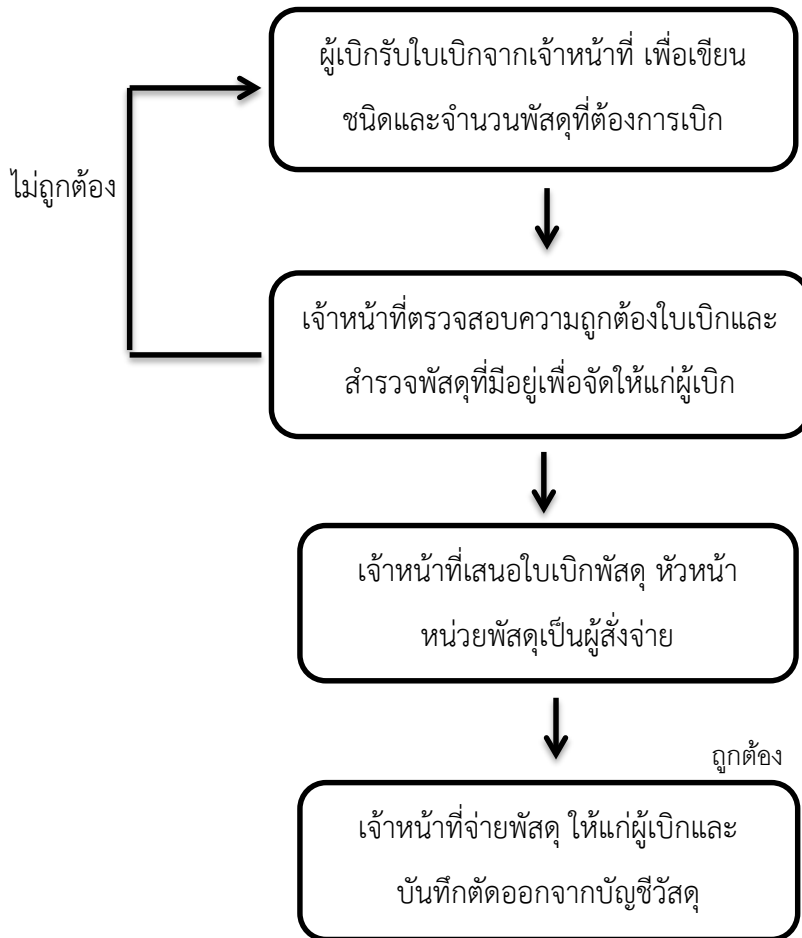 ผู้เบิกรับใบเบิกจากเจ้าหน้าที่ เพื่อเขียน
ชนิดและจำนวนพัสดุที่ต้องการเบิก
ไม่ถูกต้อง
เจ้าหน้าที่ตรวจสอบความถูกต้องใบเบิกและ
สำรวจพัสดุที่มีอยู่เพื่อจัดให้แก่ผู้เบิก
เจ้าหน้าที่เสนอใบเบิกพัสดุ หัวหน้า
หน่วยพัสดุเป็นผู้สั่งจ่าย
ถูกต้อง
เจ้าหน้าที่จ่ายพัสดุ ให้แก่ผู้เบิกและ
บันทึกตัดออกจากบัญชีวัสดุ